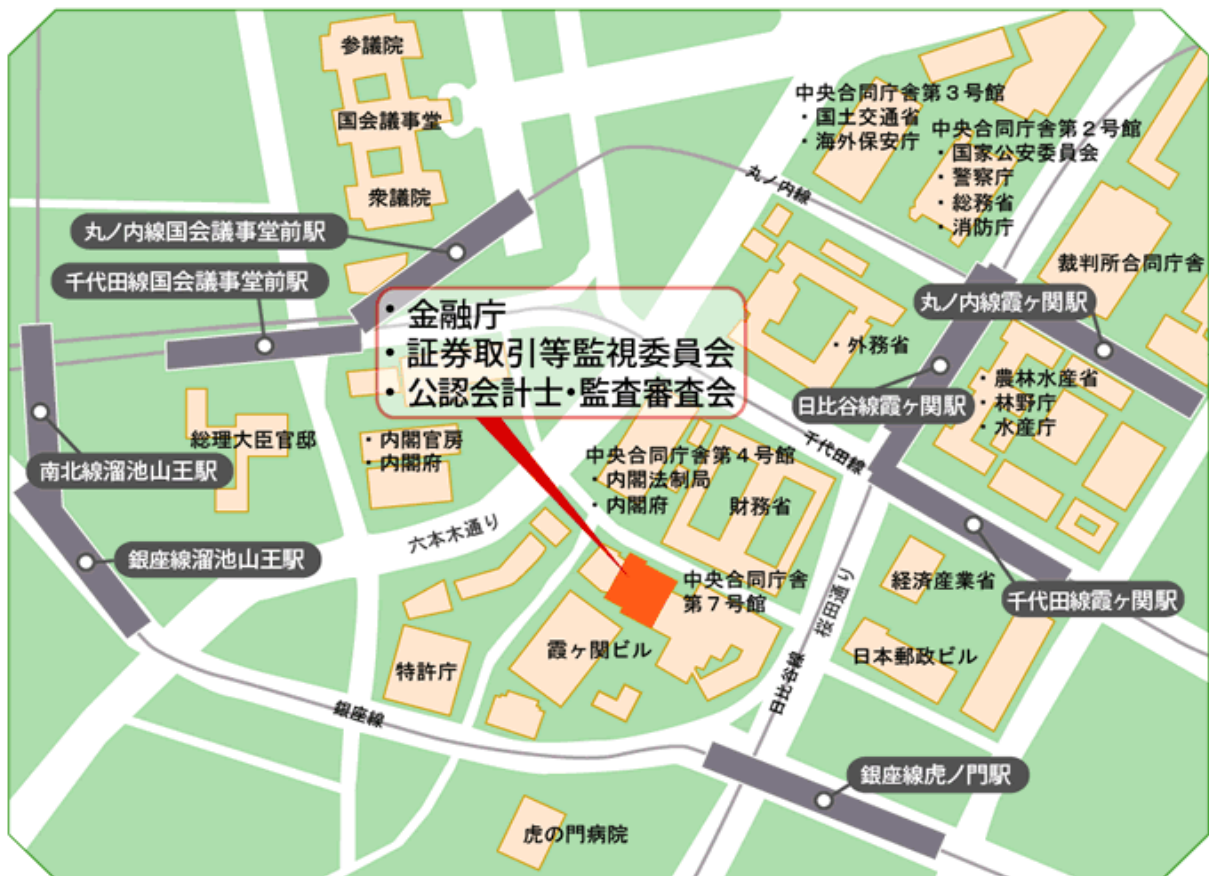 参議院
国会議事堂
衆議院
中央合同庁舎第3号館
・国土交通省
・海外保安庁
中央合同庁舎第2号館
・国家公安委員会
・警察庁
・総務省
・消防庁
丸ノ内線
丸ノ内線国会議事堂前駅
千代田線国会議事堂前駅
裁判所合同庁舎
丸ノ内線霞ヶ関駅
・金融庁
・証券取引等監視委員会
・公認会計士・監査審査会
・外務省
日比谷線霞ヶ関駅
・農林水産省
・林野庁
・水産庁
総理大臣官邸
・内閣官房
・内閣府
千代田線
南北線溜池山王駅
中央合同庁舎第4号館
・内閣法制局
・内閣府
財務省
六本木通り
銀座線溜池山王駅
中央合同庁舎
第7号館
桜田通り
経済産業省
千代田線霞ヶ関駅
霞ヶ関ビル
特許庁
日本郵政ビル
日比谷線
銀座線
銀座線虎ノ門駅
虎の門病院